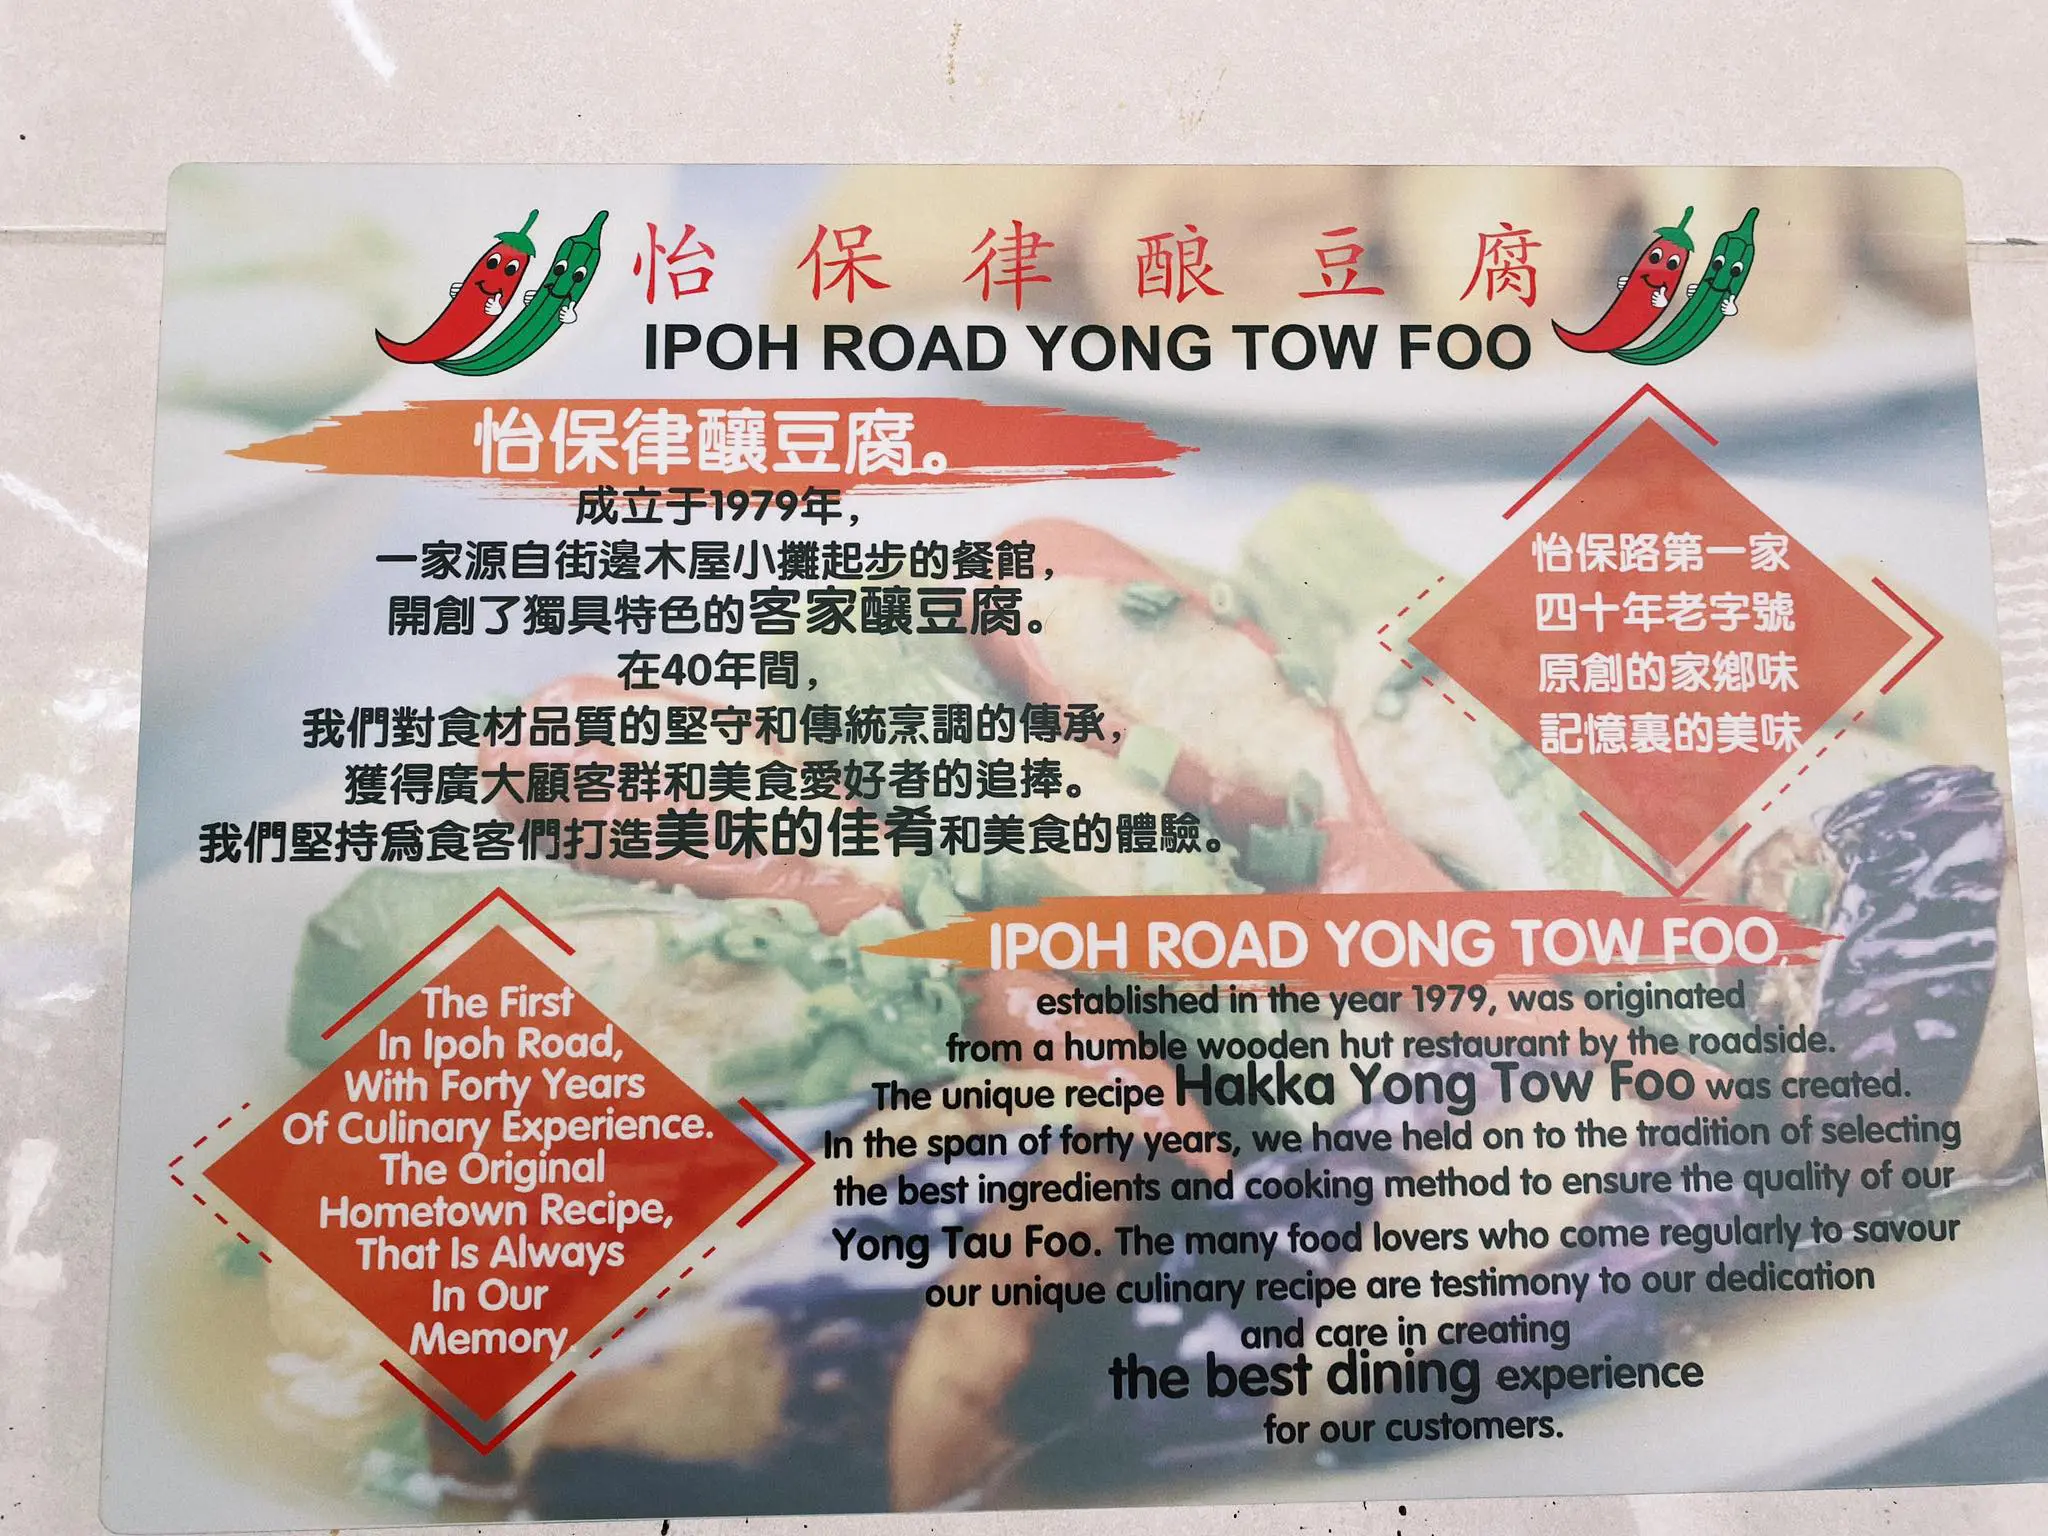 怡保律酿豆腐
IPOH ROAD YONG TOW FOO
怡保律釀豆腐。
成立于1979年，
一家源自街邊木屋小攤起步的餐館，
開創了獨具特色的客家釀豆腐。
在40年間，
我們對食材品質的堅守和傳統烹調的傳承，
獲得廣大顧客群和美食愛好者的追捧。
我們堅持爲食客們打造美味的佳肴和美食的體驗。
怡保路第一家
四十年老字號
原創的家鄉味
記憶裏的美味
The First
In Ipoh Road,
With Forty Years
Of Culinary Experience.
The Original
Hometown Recipe,
That Is Always
In Our
Memory.
IPOH ROAD YONG TOW FOO,
established in the year 1979, was originated
from a humble wooden hut restaurant by the roadside.
The unique recipe Hakka Yong Tow Foo was created.
In the span of forty years, we have held on to the tradition of selecting
the best ingredients and cooking method to ensure the quality of our
Yong Tau Foo. The many food lovers who come regularly to savour
our unique culinary recipe are testimony to our dedication
and care in creating
the best dining experience
for our customers.